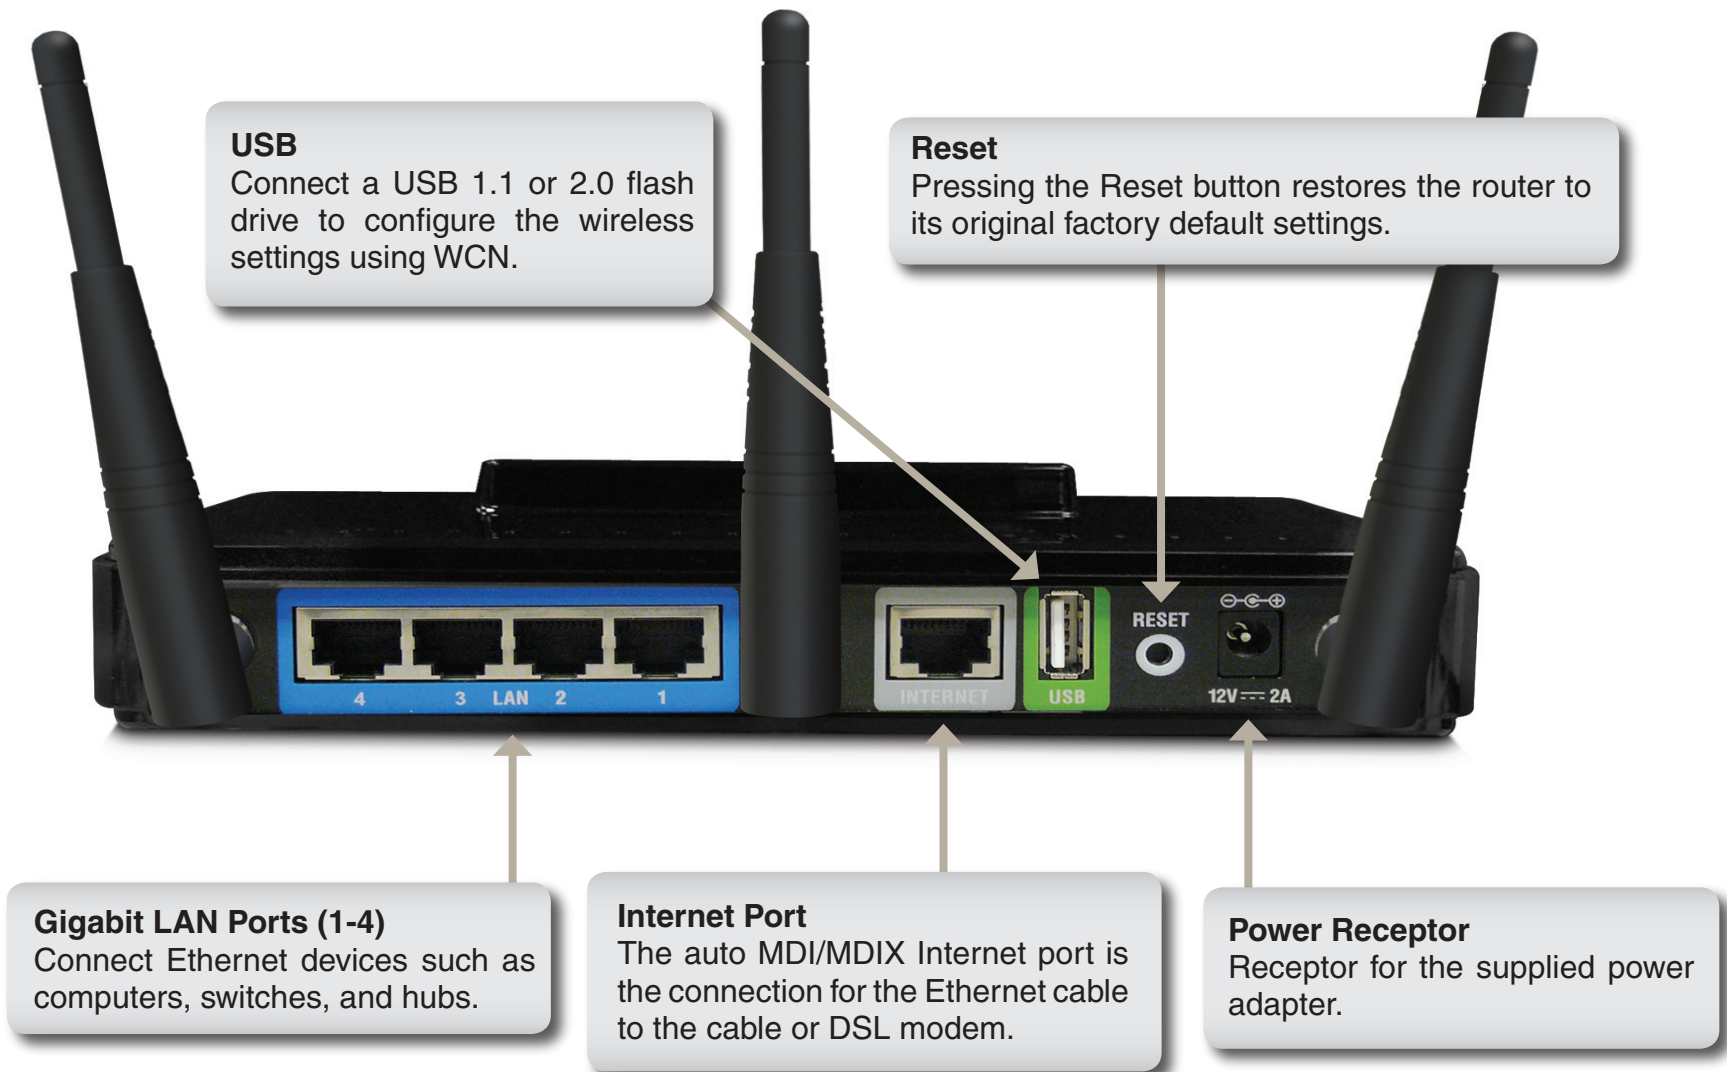 USB
Connect a USB 1.1 or 2.0 flash
drive to configure the wireless
settings using WCN.
Reset
Pressing the Reset button restores the router to
its original factory default settings.
RESET
4 3 LAN 2 1
INTERNET
USB
12V 2A
Gigabit LAN Ports (1-4)
Connect Ethernet devices such as
computers, switches, and hubs.
Internet Port
The auto MDI/MDIX Internet port is
the connection for the Ethernet cable
to the cable or DSL modem.
Power Receptor
Receptor for the supplied power
adapter.